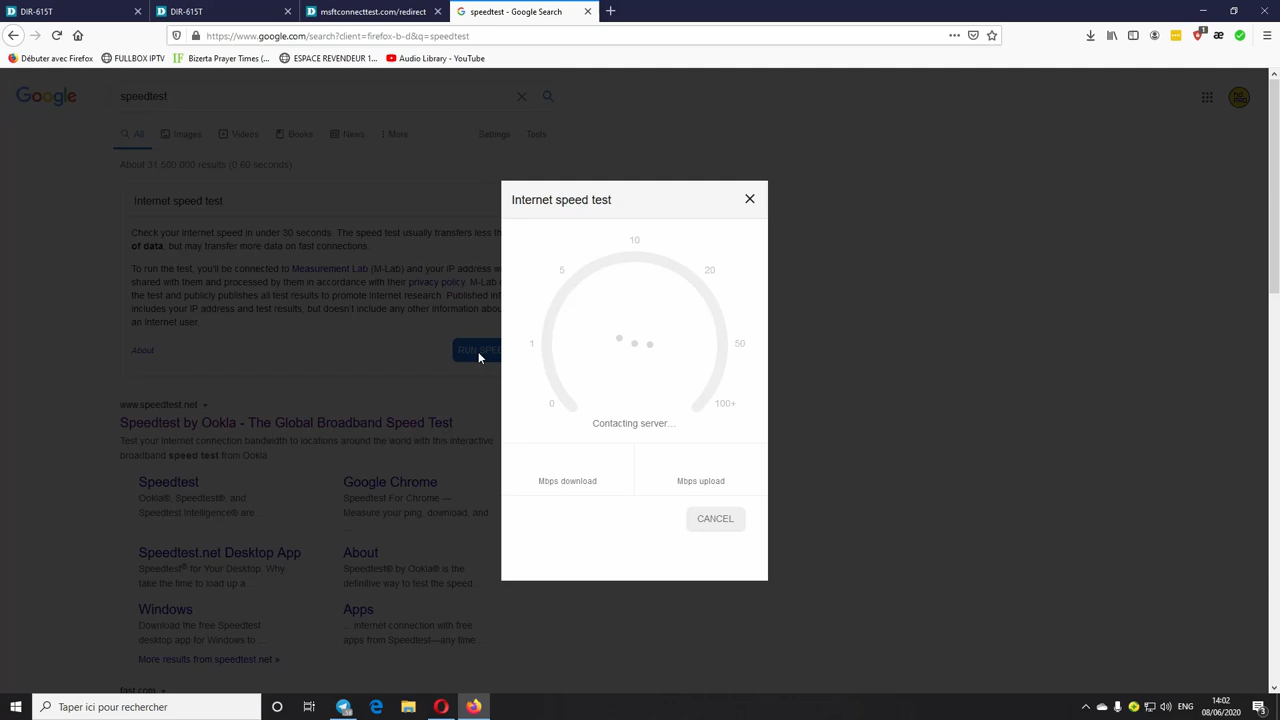 DIR-615T
DIR-615T
msftconnecttest.com/redirect
speedtest - Google Search
https://www.google.com/search?client=firefox-b-d&q=speedtest
Débuter avec Firefox
FULLBOX IPTV
Bizerta Prayer Times (...
ESPACE REVENDEUR 1...
Audio Library - YouTube
Google
speedtest
All
Images
Videos
Books
News
More
Settings
Tools
About 31 500 000 results (0,60 seconds)
Internet speed test
Check your internet speed in under 30 seconds. The speed test usually transfers less th
of data, but may transfer more data on fast connections.
To run the test, you'll be connected to Measurement Lab (M-Lab) and your IP address w
shared with them and processed by them in accordance with their privacy policy. M-Lab
the test and publicly publishes all test results to promote internet research. Published inf
includes your IP address and test results, but doesn't include any other information about
an Internet user.
About
RUN SPEE
Internet speed test
0
1
5
10
20
50
100+
Contacting server...
Mbps download
Mbps upload
CANCEL
www.speedtest.net
Speedtest by Ookla - The Global Broadband Speed Test
Test your Internet connection bandwidth to locations around the world with this interactive
broadband speed test from Ookla
Speedtest
Ookla®, Speedtest®, and
Speedtest Intelligence® are
Google Chrome
Speedtest For Chrome —
Measure your ping, download, and
...
Speedtest.net Desktop App
Speedtest® for Your Desktop. Why
take the time to load up a...
About
Speedtest® by Ookla® is the
definitive way to test the speed...
Windows
Download the free Speedtest
desktop app for Windows to ...
Apps
... internet connection with free
apps from Speedtest—any time ...
More results from speedtest.net »
fast.com
Taper ici pour rechercher
ENG
14:02
08/06/2020